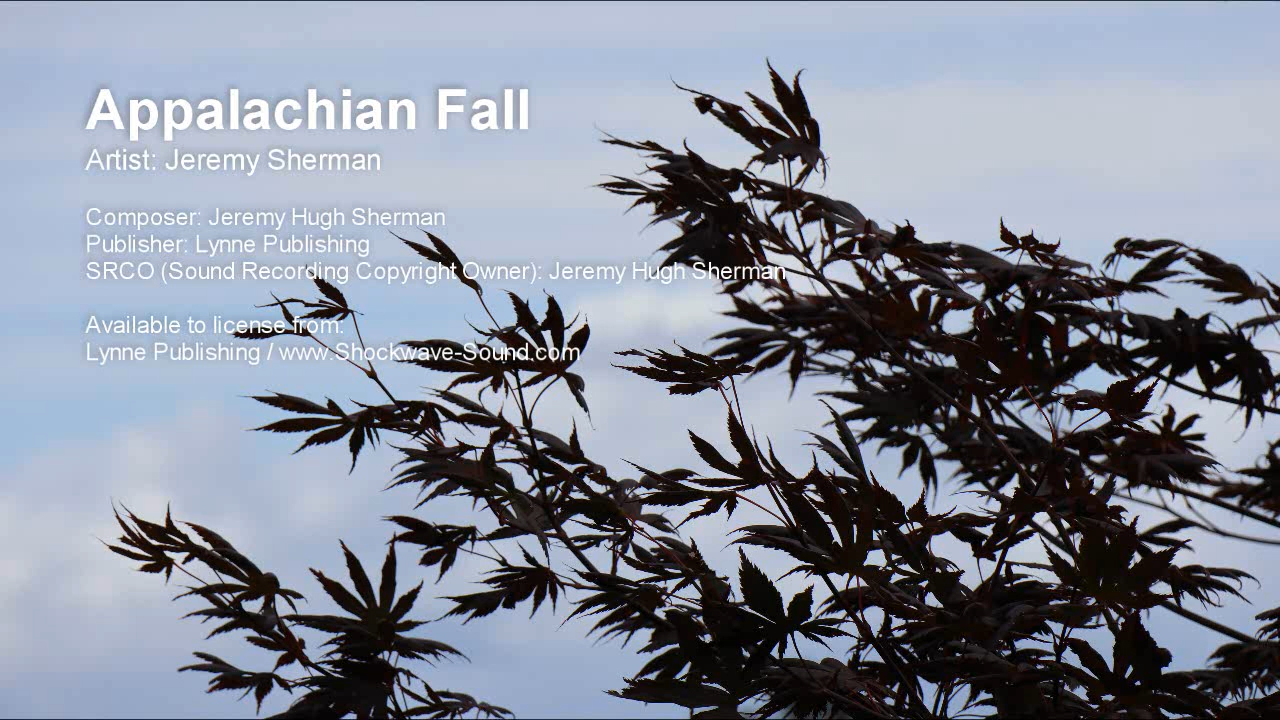 Appalachian Fall
Artist: Jeremy Sherman
Composer: Jeremy Hugh Sherman
Publisher: Lynne Publishing
SRCO (Sound Recording Copyright Owner): Jeremy Hugh Sherman
Available to license from:
Lynne Publishing / www.Shockwave-Sound.com